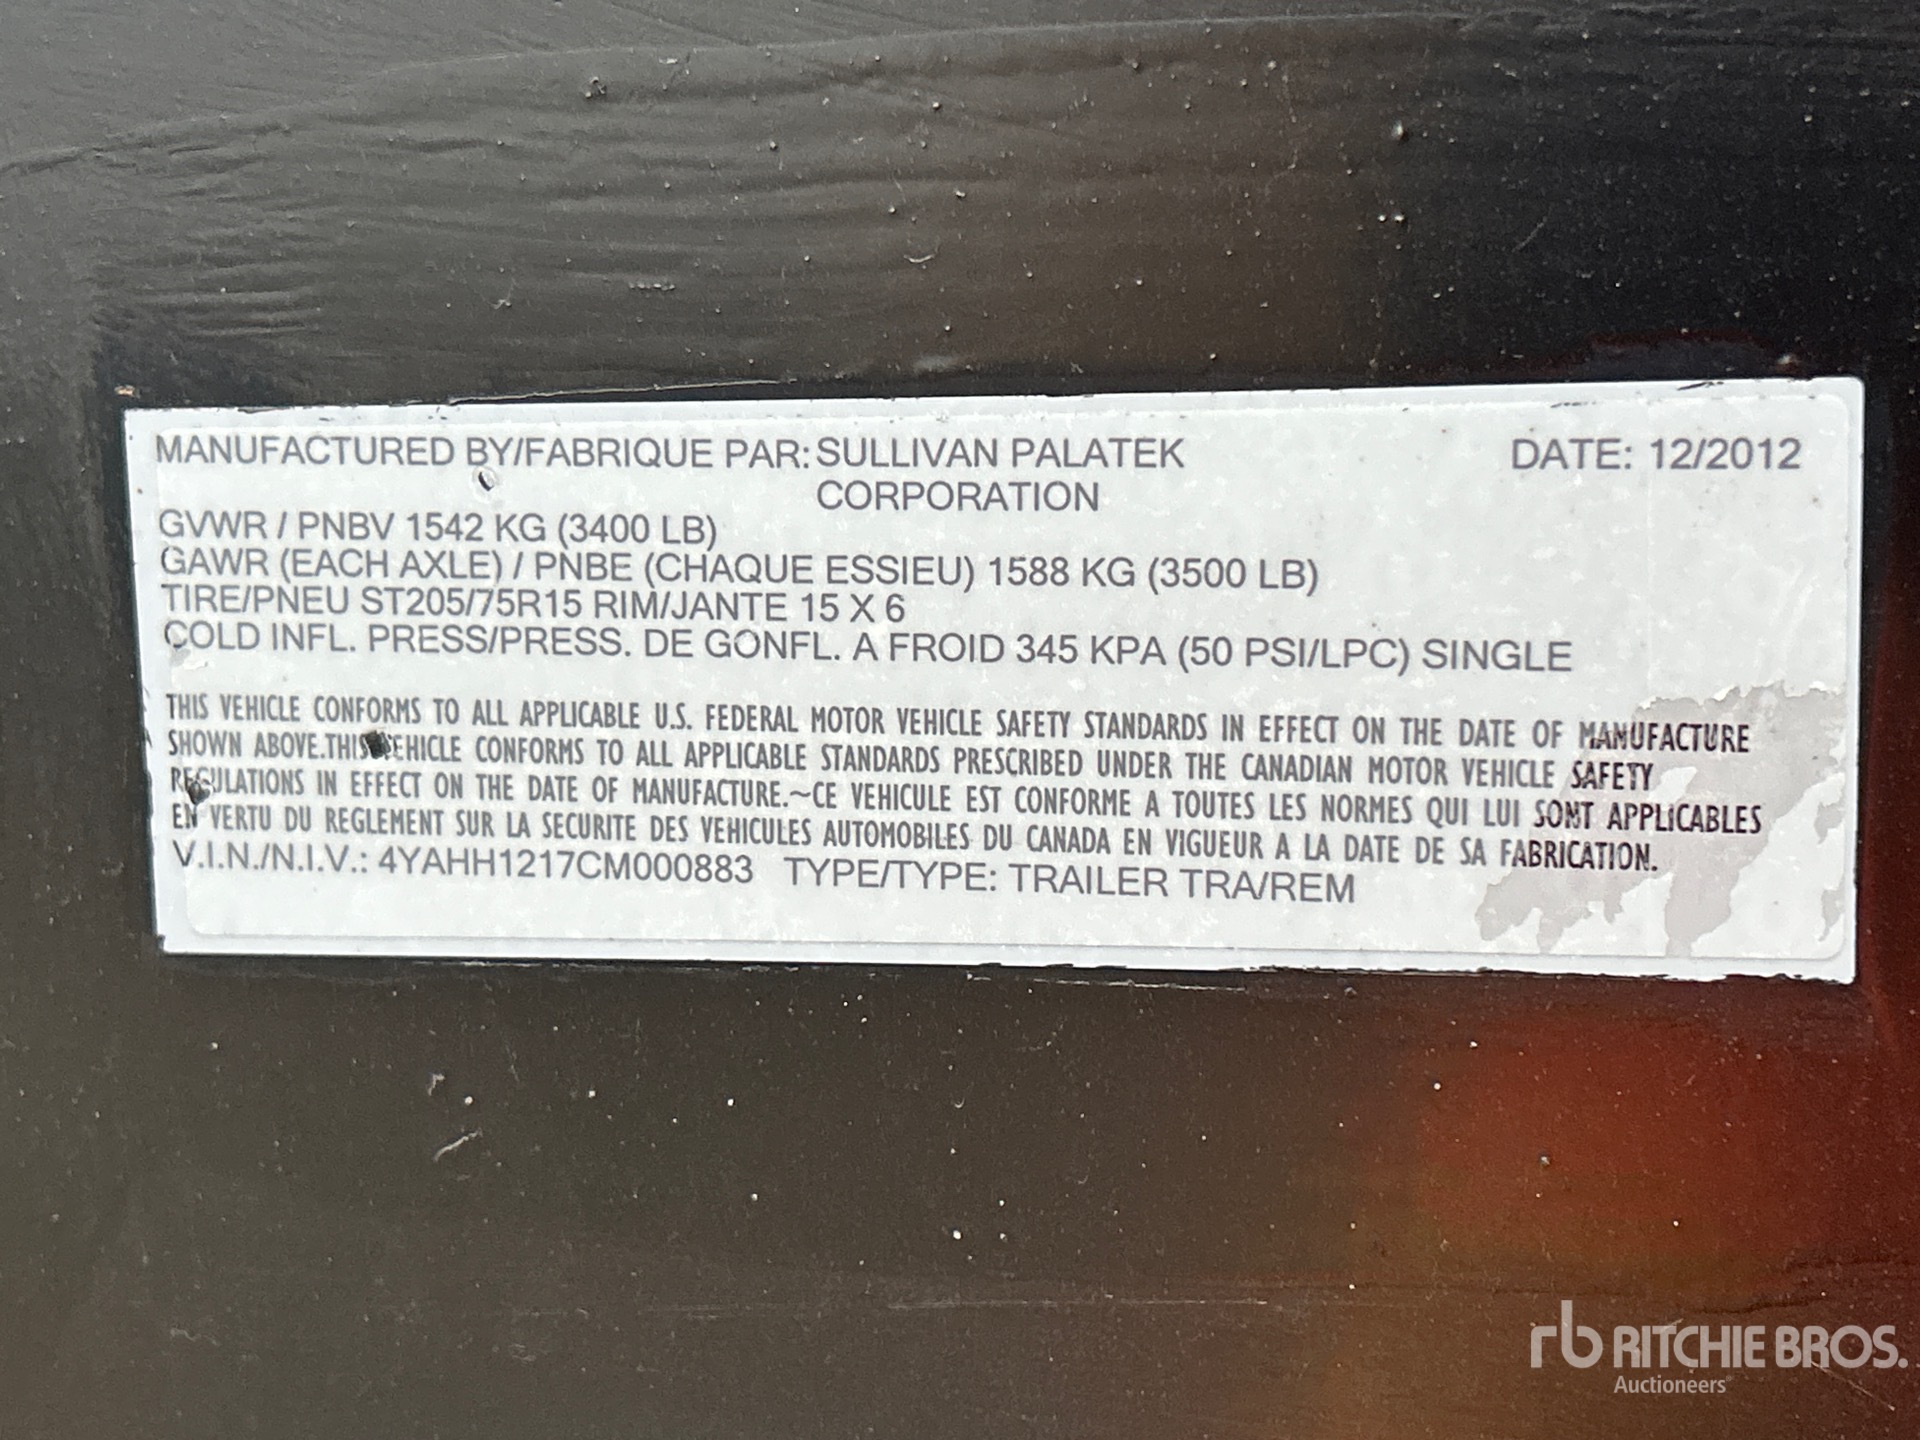 MANUFACTURED BY/FABRIQUE PAR: SULLIVAN PALATEK DATE: 12/2012
CORPORATION
GVWR / PNBV 1542 KG (3400 LB)
GAWR (EACH AXLE) / PNBE (CHAQUE ESSIEU) 1588 KG (3500 LB)
TIRE/PNEU ST205/75R15 RIM/JANTE 15 X 6
COLD INFL. PRESS/PRESS. DE GONFL. A FROID 345 KPA (50 PSI/LPC) SINGLE
THIS VEHICLE CONFORMS TO ALL APPLICABLE U.S. FEDERAL MOTOR VEHICLE SAFETY STANDARDS IN EFFECT ON THE DATE OF MANUFACTURE
SHOWN ABOVE.THIS VEHICLE CONFORMS TO ALL APPLICABLE STANDARDS PRESCRIBED UNDER THE CANADIAN MOTOR VEHICLE SAFETY
REGULATIONS IN EFFECT ON THE DATE OF MANUFACTURE.~CE VEHICULE EST CONFORME A TOUTES LES NORMES QUI LUI SONT APPLICABLES
EN VERTU DU REGLEMENT SUR LA SECURITE DES VEHICULES AUTOMOBILES DU CANADA EN VIGUEUR A LA DATE DE SA FABRICATION.
V.I.N./N.I.V.: 4YAHH1217CM000883 TYPE/TYPE: TRAILER TRA/REM
rb RITCHIE BROS.
Auctioneers